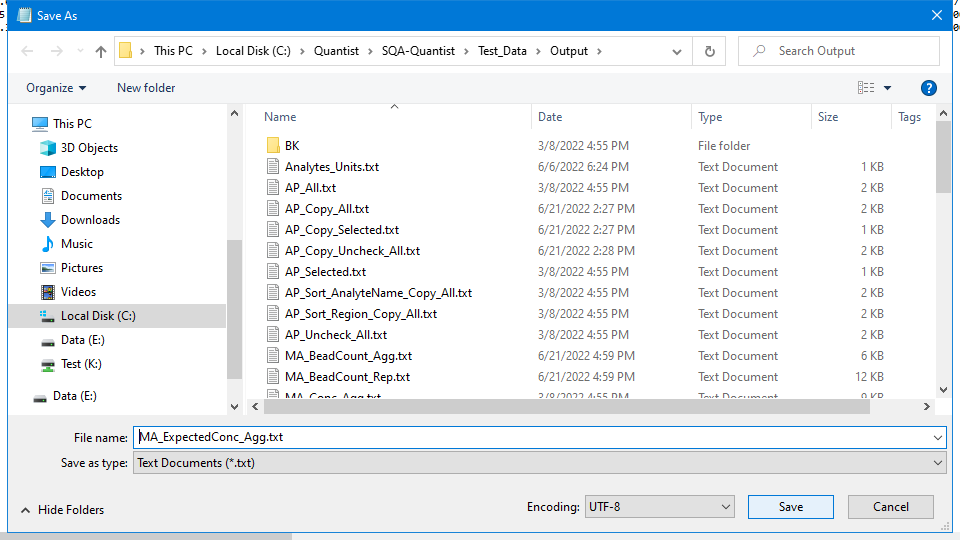 Save As
This PC > Local Disk (C:) > Quantist > SQA-Quantist > Test_Data > Output >
Search Output
Organize
New folder
?
This PC
3D Objects
Desktop
Documents
Downloads
Music
Pictures
Videos
Local Disk (C:)
Data (E:)
Test (K:)
Data (E:)
Name Date Type Size Tags
BK 3/8/2022 4:55 PM File folder
Analytes_Units.txt 6/6/2022 6:24 PM Text Document 1 KB
AP_All.txt 3/8/2022 4:55 PM Text Document 2 KB
AP_Copy_All.txt 6/21/2022 2:27 PM Text Document 2 KB
AP_Copy_Selected.txt 6/21/2022 2:27 PM Text Document 1 KB
AP_Copy_Uncheck_All.txt 6/21/2022 2:28 PM Text Document 2 KB
AP_Selected.txt 3/8/2022 4:55 PM Text Document 1 KB
AP_Sort_AnalyteName_Copy_All.txt 3/8/2022 4:55 PM Text Document 2 KB
AP_Sort_Region_Copy_All.txt 3/8/2022 4:55 PM Text Document 2 KB
AP_Uncheck_All.txt 3/8/2022 4:55 PM Text Document 2 KB
MA_BeadCount_Agg.txt 6/21/2022 4:59 PM Text Document 6 KB
MA_BeadCount_Rep.txt 6/21/2022 4:59 PM Text Document 12 KB
MA_Conc_Agg.txt 3/8/2022 4:55 PM Text Document 9 KB
File name: MA_ExpectedConc_Agg.txt
Save as type: Text Documents (*.txt)
Hide Folders
Encoding: UTF-8
Save
Cancel